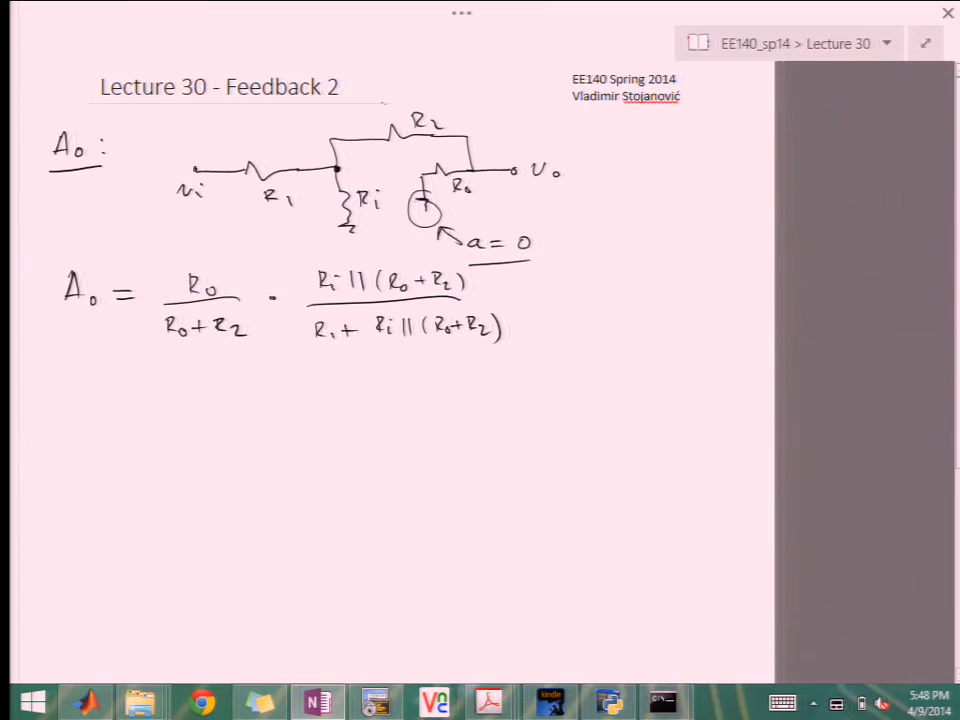 EE140_sp14 > Lecture 30
Lecture 30 - Feedback 2
EE140 Spring 2014
Vladimir Stojanović
A₀ :
R₂
vᵢ
R₁
Rᵢ
R₀
v₀
a = 0
A₀ = R₀ / (R₀ + R₂) · Rᵢ || (R₀ + R₂) / (R₁ + Rᵢ || (R₀ + R₂))
kindle
5:48 PM
4/9/2014